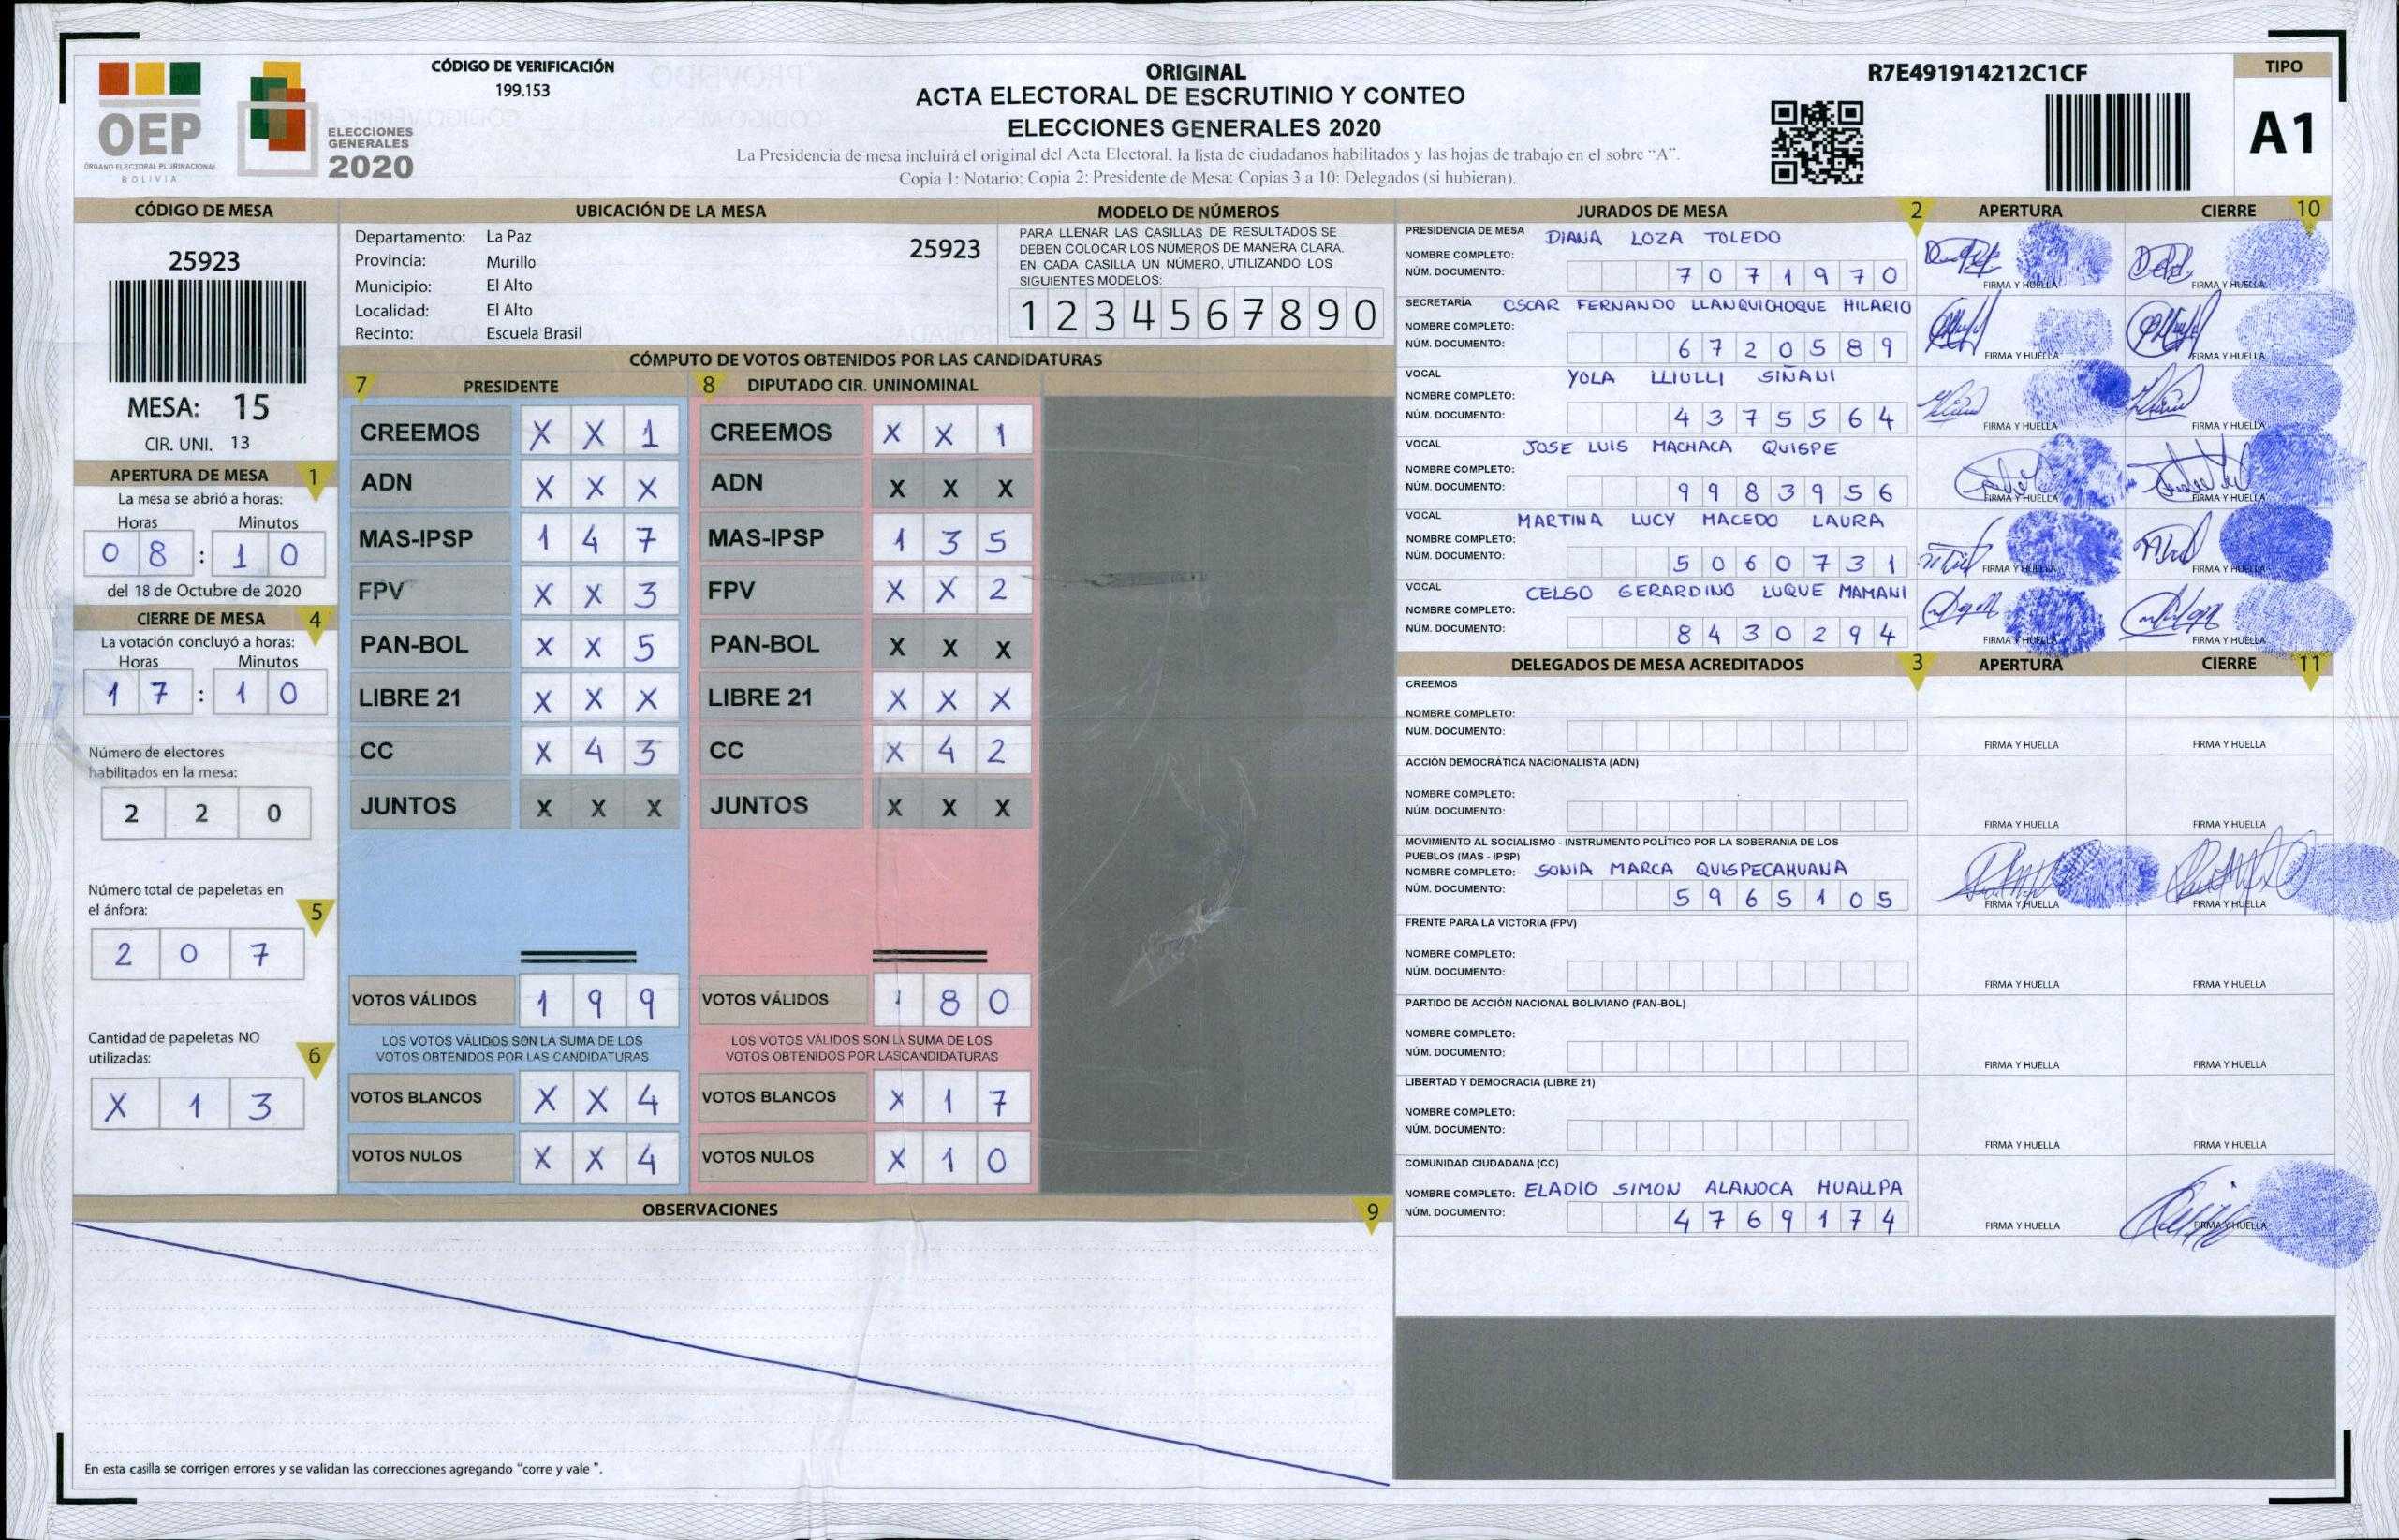 OEP
ÓRGANO ELECTORAL PLURINACIONAL
BOLIVIA
ELECCIONES
GENERALES
2020
CÓDIGO DE VERIFICACIÓN
199.153
ORIGINAL
ACTA ELECTORAL DE ESCRUTINIO Y CONTEO
ELECCIONES GENERALES 2020
La Presidencia de mesa incluirá el original del Acta Electoral, la lista de ciudadanos habilitados y las hojas de trabajo en el sobre "A".
Copia 1: Notario; Copia 2: Presidente de Mesa; Copias 3 a 10: Delegados (si hubieran).
R7E491914212C1CF
TIPO
A1
CÓDIGO DE MESA
25923
MESA: 15
CIR. UNI. 13
APERTURA DE MESA 1
La mesa se abrió a horas:
Horas Minutos
0 8 : 1 0
del 18 de Octubre de 2020
CIERRE DE MESA 4
La votación concluyó a horas:
Horas Minutos
1 7 : 1 0
Número de electores
habilitados en la mesa:
2 2 0
Número total de papeletas en
el ánfora:
5
2 0 7
Cantidad de papeletas NO
utilizadas:
6
X 1 3
UBICACIÓN DE LA MESA
Departamento: La Paz
Provincia: Murillo
Municipio: El Alto
Localidad: El Alto
Recinto: Escuela Brasil
25923
MODELO DE NÚMEROS
PARA LLENAR LAS CASILLAS DE RESULTADOS SE
DEBEN COLOCAR LOS NÚMEROS DE MANERA CLARA.
EN CADA CASILLA UN NÚMERO, UTILIZANDO LOS
SIGUIENTES MODELOS:
1 2 3 4 5 6 7 8 9 0
CÓMPUTO DE VOTOS OBTENIDOS POR LAS CANDIDATURAS
7 PRESIDENTE 8 DIPUTADO CIR. UNINOMINAL
CREEMOS X X 1 CREEMOS X X 1
ADN X X X ADN X X X
MAS-IPSP 1 4 7 MAS-IPSP 1 3 5
FPV X X 3 FPV X X 2
PAN-BOL X X 5 PAN-BOL X X X
LIBRE 21 X X X LIBRE 21 X X X
CC X 4 3 CC X 4 2
JUNTOS X X X JUNTOS X X X
VOTOS VÁLIDOS 1 9 9 VOTOS VÁLIDOS 1 8 0
LOS VOTOS VÁLIDOS SON LA SUMA DE LOS LOS VOTOS VÁLIDOS SON LA SUMA DE LOS
VOTOS OBTENIDOS POR LAS CANDIDATURAS VOTOS OBTENIDOS POR LASCANDIDATURAS
VOTOS BLANCOS X X 4 VOTOS BLANCOS X 1 7
VOTOS NULOS X X 4 VOTOS NULOS X 1 0
OBSERVACIONES 9
En esta casilla se corrigen errores y se validan las correcciones agregando "corre y vale ".
JURADOS DE MESA 2 APERTURA CIERRE 10
PRESIDENCIA DE MESA DIANA LOZA TOLEDO
NOMBRE COMPLETO:
NÚM. DOCUMENTO: 7 0 7 1 9 7 0 FIRMA Y HUELLA FIRMA Y HUELLA
SECRETARÍA OSCAR FERNANDO LLANQUICHOQUE HILARIO
NOMBRE COMPLETO:
NÚM. DOCUMENTO: 6 7 2 0 5 8 9 FIRMA Y HUELLA FIRMA Y HUELLA
VOCAL YOLA LLIULLI SIÑANI
NOMBRE COMPLETO:
NÚM. DOCUMENTO: 4 3 7 5 5 6 4 FIRMA Y HUELLA FIRMA Y HUELLA
VOCAL JOSE LUIS MACHACA QUISPE
NOMBRE COMPLETO:
NÚM. DOCUMENTO: 9 9 8 3 9 5 6 FIRMA Y HUELLA FIRMA Y HUELLA
VOCAL MARTINA LUCY MACEDO LAURA
NOMBRE COMPLETO:
NÚM. DOCUMENTO: 5 0 6 0 7 3 1 FIRMA Y HUELLA FIRMA Y HUELLA
VOCAL CELSO GERARDINO LUQUE MAMANI
NOMBRE COMPLETO:
NÚM. DOCUMENTO: 8 4 3 0 2 9 4 FIRMA Y HUELLA FIRMA Y HUELLA
DELEGADOS DE MESA ACREDITADOS 3 APERTURA CIERRE 11
CREEMOS
NOMBRE COMPLETO:
NÚM. DOCUMENTO: FIRMA Y HUELLA FIRMA Y HUELLA
ACCIÓN DEMOCRÁTICA NACIONALISTA (ADN)
NOMBRE COMPLETO:
NÚM. DOCUMENTO: FIRMA Y HUELLA FIRMA Y HUELLA
MOVIMIENTO AL SOCIALISMO - INSTRUMENTO POLÍTICO POR LA SOBERANIA DE LOS
PUEBLOS (MAS - IPSP)
NOMBRE COMPLETO: SONIA MARCA QUISPECAHUANA
NÚM. DOCUMENTO: 5 9 6 5 1 0 5 FIRMA Y HUELLA FIRMA Y HUELLA
FRENTE PARA LA VICTORIA (FPV)
NOMBRE COMPLETO:
NÚM. DOCUMENTO: FIRMA Y HUELLA FIRMA Y HUELLA
PARTIDO DE ACCIÓN NACIONAL BOLIVIANO (PAN-BOL)
NOMBRE COMPLETO:
NÚM. DOCUMENTO: FIRMA Y HUELLA FIRMA Y HUELLA
LIBERTAD Y DEMOCRACIA (LIBRE 21)
NOMBRE COMPLETO:
NÚM. DOCUMENTO: FIRMA Y HUELLA FIRMA Y HUELLA
COMUNIDAD CIUDADANA (CC)
NOMBRE COMPLETO: ELADIO SIMON ALANOCA HUALLPA
NÚM. DOCUMENTO: 4 7 6 9 1 7 4 FIRMA Y HUELLA FIRMA Y HUELLA